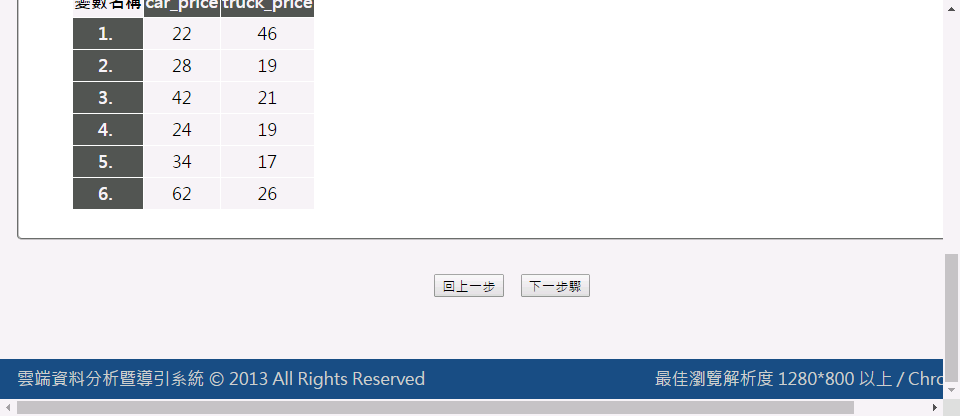 變數名稱 car_price truck_price
1. 22 46
2. 28 19
3. 42 21
4. 24 19
5. 34 17
6. 62 26
回上一步 下一步驟
雲端資料分析暨導引系統 © 2013 All Rights Reserved 最佳瀏覽解析度 1280*800 以上 / Chro